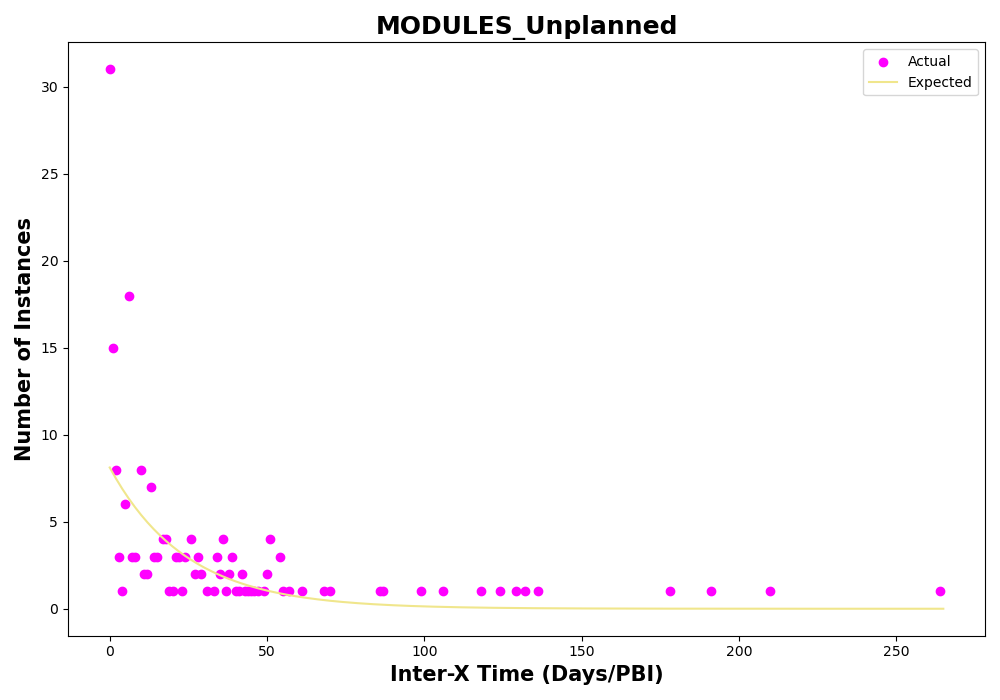 MODULES_Unplanned
Actual
Expected
Number of Instances
30
25
20
15
10
5
0
0 50 100 150 200 250
Inter-X Time (Days/PBI)